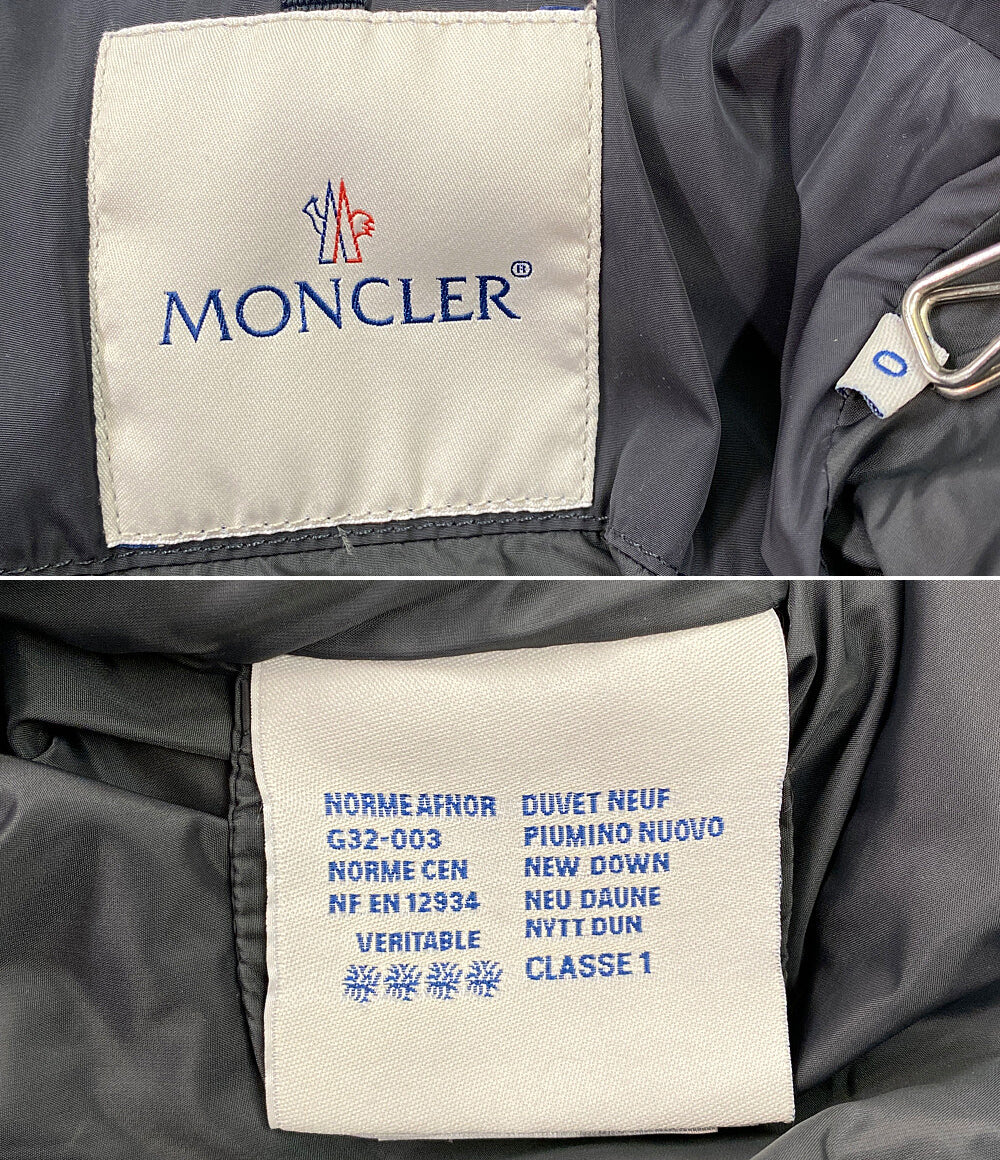 MONCLER®
0
NORME AFNOR
G32-003
NORME CEN
NF EN 12934
VERITABLE
DUVET NEUF
PIUMINO NUOVO
NEW DOWN
NEU DAUNE
NYTT DUN
CLASSE 1